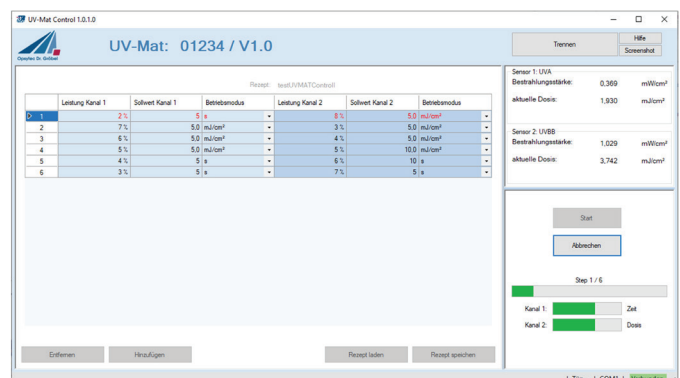 UV-Mat Control 1.0.1.0
Opsytec Dr. Gröbel
UV-Mat: 01234 / V1.0
Trennen
Hilfe
Screenshot
Rezept: testUVMATControll
Leistung Kanal 1 Sollwert Kanal 1 Betriebsmodus Leistung Kanal 2 Sollwert Kanal 2 Betriebsmodus
1 2 % 5 s 8 % 5,0 mJ/cm²
2 7 % 5,0 mJ/cm² 3 % 5,0 mJ/cm²
3 6 % 5,0 mJ/cm² 4 % 5,0 mJ/cm²
4 5 % 5,0 mJ/cm² 5 % 10,0 mJ/cm²
5 4 % 5 s 6 % 10 s
6 3 % 5 s 7 % 5 s
Entfernen Hinzufügen Rezept laden Rezept speichern
Sensor 1: UVA
Bestrahlungsstärke: 0,369 mW/cm²
aktuelle Dosis: 1,930 mJ/cm²
Sensor 2: UVBB
Bestrahlungsstärke: 1,029 mW/cm²
aktuelle Dosis: 3,742 mJ/cm²
Start
Abbrechen
Step 1 / 6
Kanal 1: Zeit
Kanal 2: Dosis